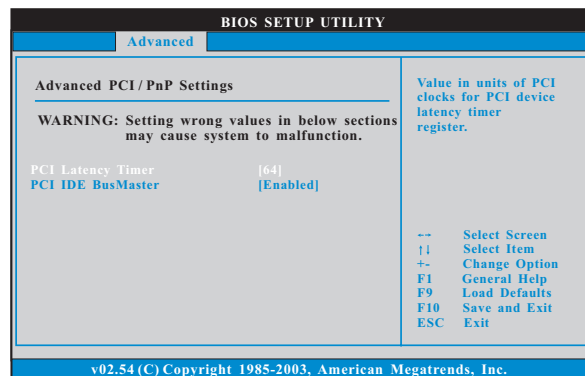 BIOS SETUP UTILITY
Advanced
Advanced PCI / PnP Settings
WARNING: Setting wrong values in below sections
may cause system to malfunction.
PCI Latency Timer [64]
PCI IDE BusMaster [Enabled]
Value in units of PCI
clocks for PCI device
latency timer
register.
←→ Select Screen
↑↓ Select Item
+- Change Option
F1 General Help
F9 Load Defaults
F10 Save and Exit
ESC Exit
v02.54 (C) Copyright 1985-2003, American Megatrends, Inc.